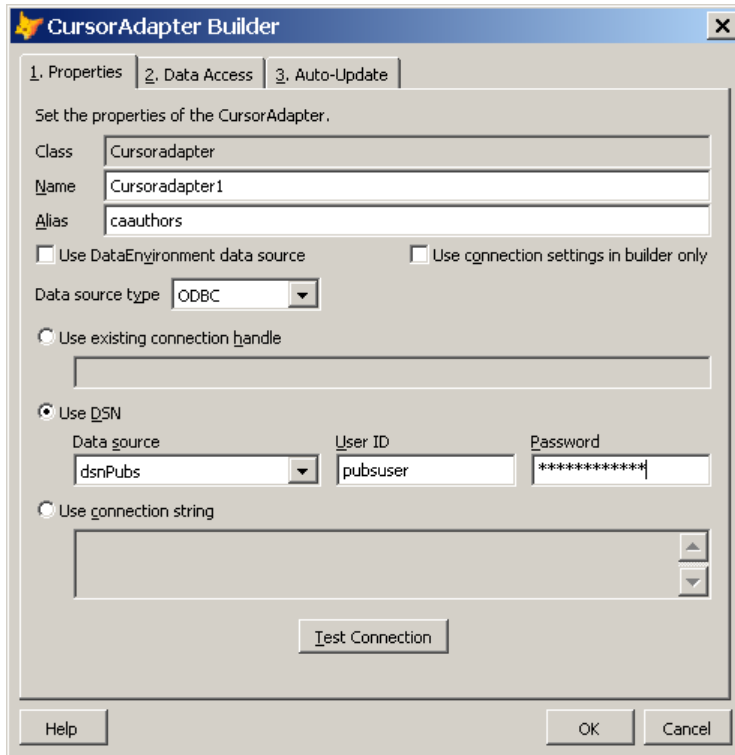 CursorAdapter Builder
1. Properties 2. Data Access 3. Auto-Update
Set the properties of the CursorAdapter.
Class Cursoradapter
Name Cursoradapter1
Alias caauthors
Use DataEnvironment data source Use connection settings in builder only
Data source type ODBC
Use existing connection handle
Use DSN
Data source User ID Password
dsnPubs pubsuser ************
Use connection string
Test Connection
Help OK Cancel